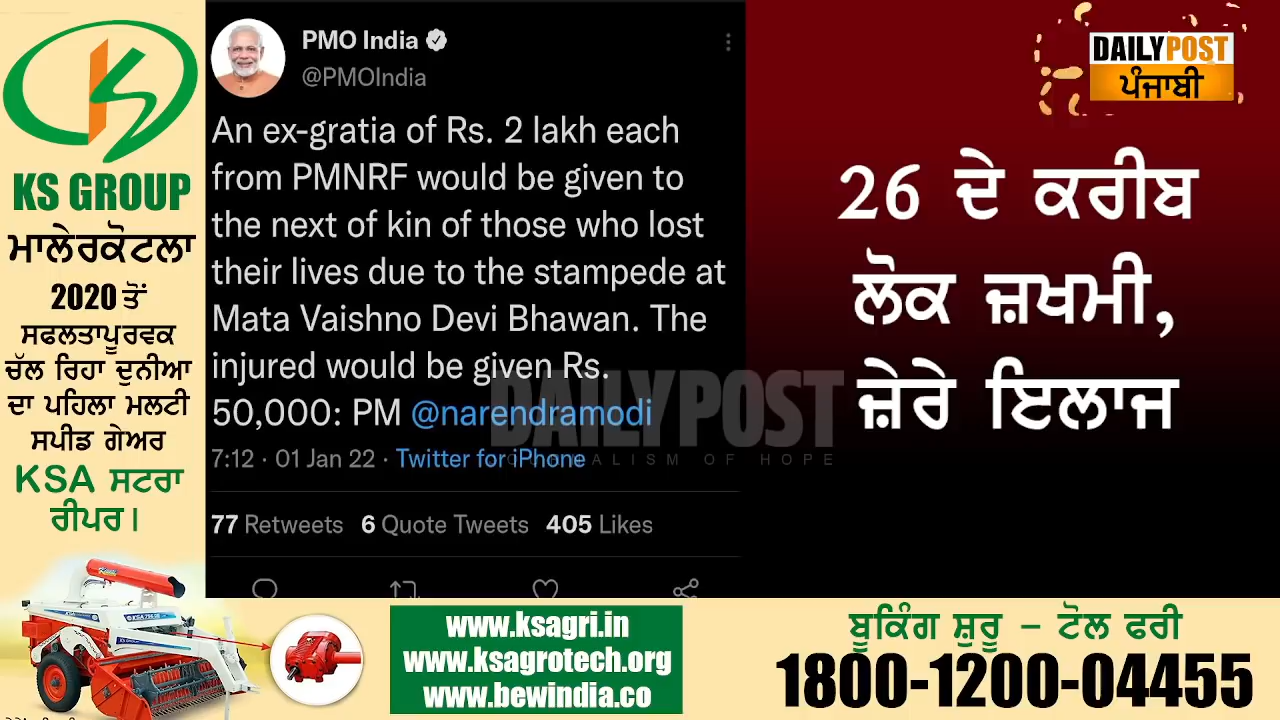 KS GROUP
ਮਾਲੇਰਕੋਟਲਾ
2020 ਤੋਂ
ਸਫਲਤਾਪੂਰਵਕ
ਚੱਲ ਰਿਹਾ ਦੁਨੀਆ
ਦਾ ਪਹਿਲਾ ਮਲਟੀ
ਸਪੀਡ ਗੇਅਰ
KSA ਸਟਰਾ
ਰੀਪਰ।
PMO India
@PMOIndia
An ex-gratia of Rs. 2 lakh each
from PMNRF would be given to
the next of kin of those who lost
their lives due to the stampede at
Mata Vaishno Devi Bhawan. The
injured would be given Rs.
50,000: PM @narendramodi
7:12 · 01 Jan 22 · Twitter for iPhone
77 Retweets 6 Quote Tweets 405 Likes
DAILYPOST
JOURNALISM OF HOPE
DAILYPOST
ਪੰਜਾਬੀ
26 ਦੇ ਕਰੀਬ
ਲੋਕ ਜ਼ਖਮੀ,
ਜ਼ੇਰੇ ਇਲਾਜ
www.ksagri.in
www.ksagrotech.org
www.bewindia.co
ਬੂਕਿੰਗ ਸ਼ੁਰੂ – ਟੋਲ ਫਰੀ
1800-1200-04455